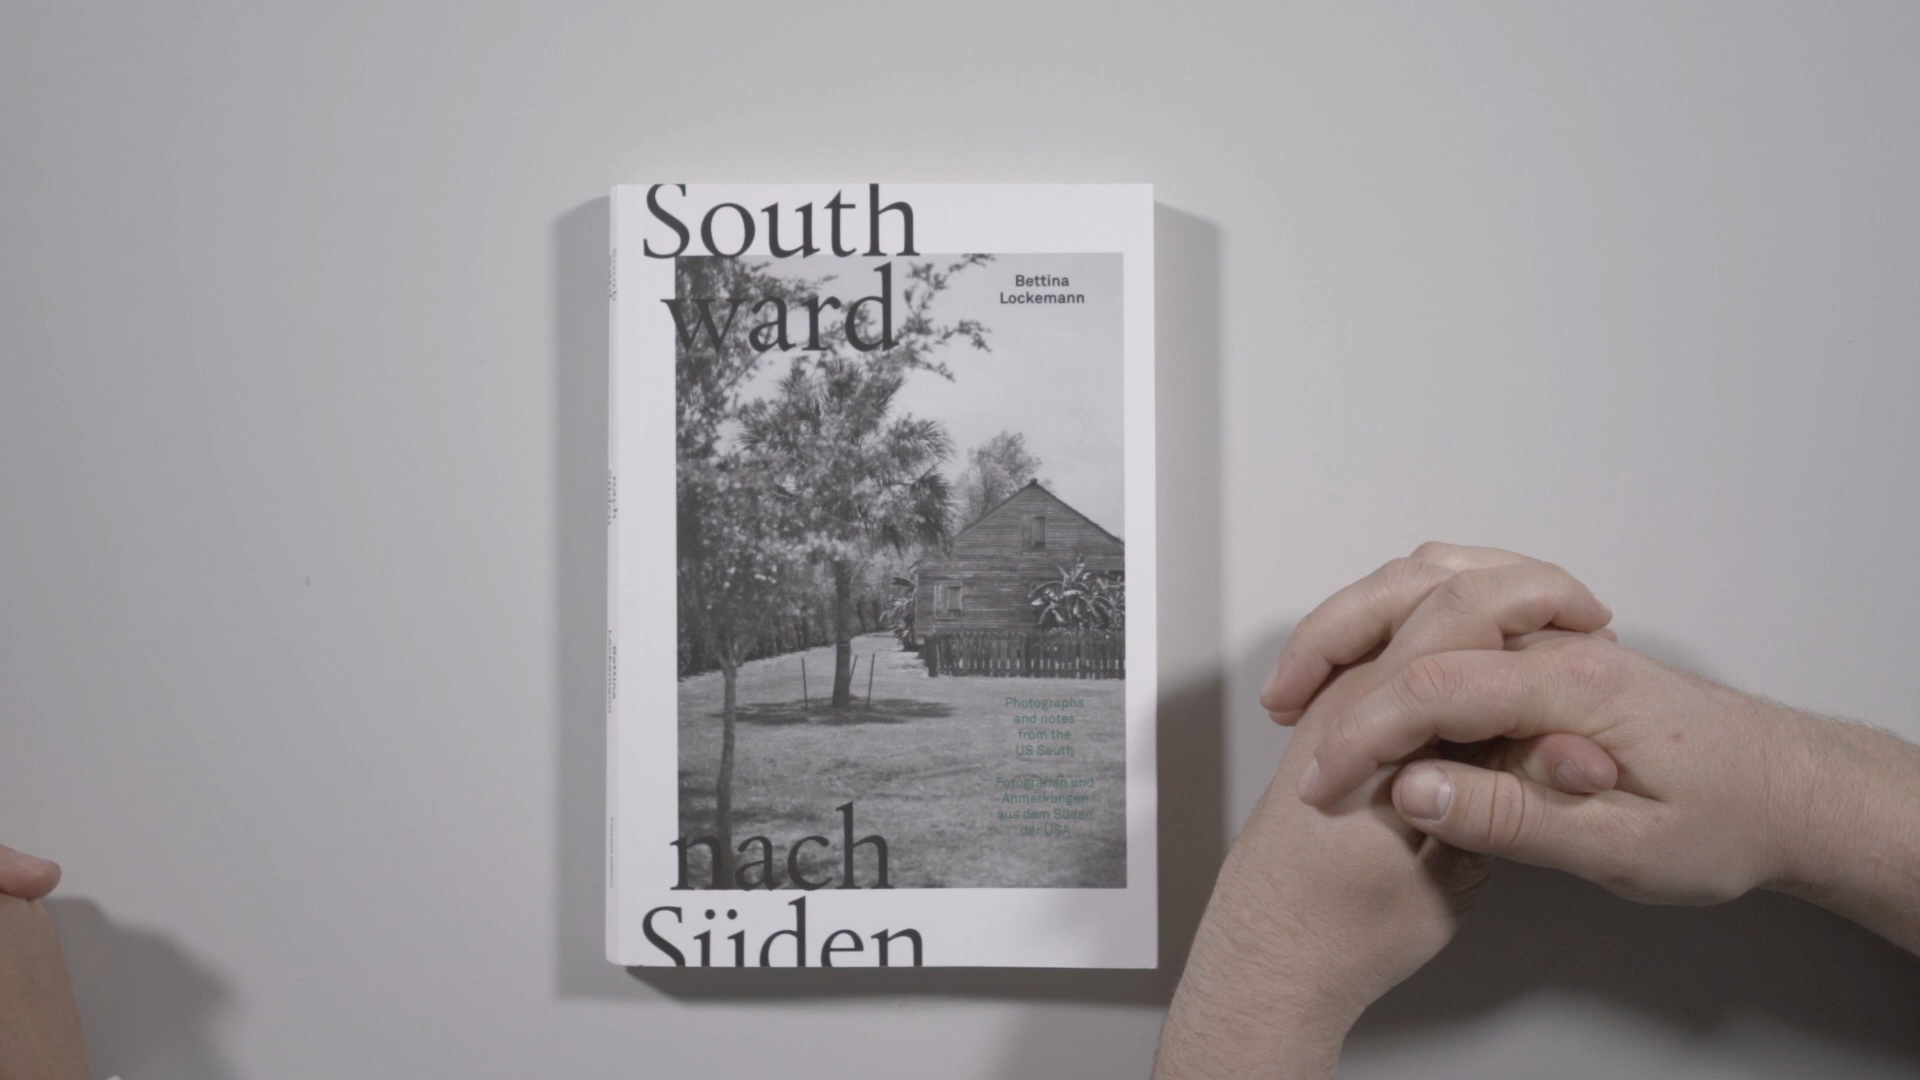 South
ward
Bettina
Lockemann
Photographs
and notes
from the
US South
Fotografien und
Anmerkungen
aus dem Süden
der USA
nach
Süden